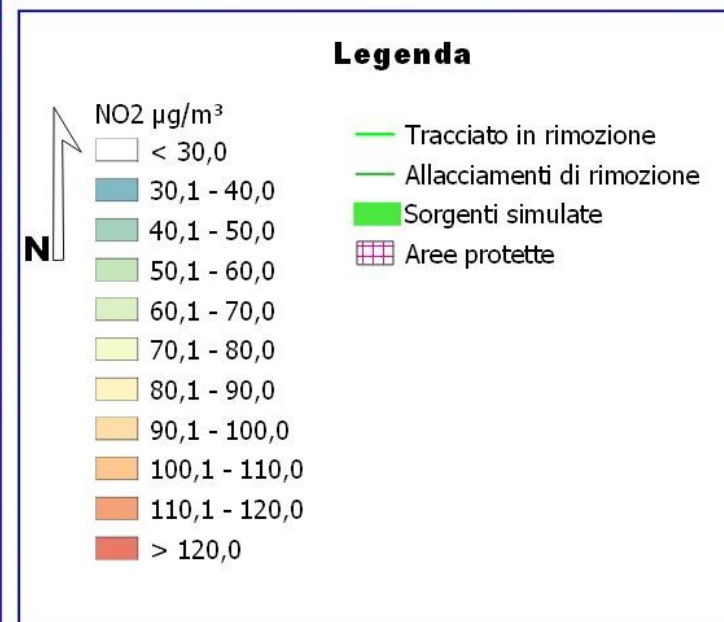 Legenda
N
NO2 µg/m³
< 30,0
30,1 - 40,0
40,1 - 50,0
50,1 - 60,0
60,1 - 70,0
70,1 - 80,0
80,1 - 90,0
90,1 - 100,0
100,1 - 110,0
110,1 - 120,0
> 120,0
Tracciato in rimozione
Allacciamenti di rimozione
Sorgenti simulate
Aree protette